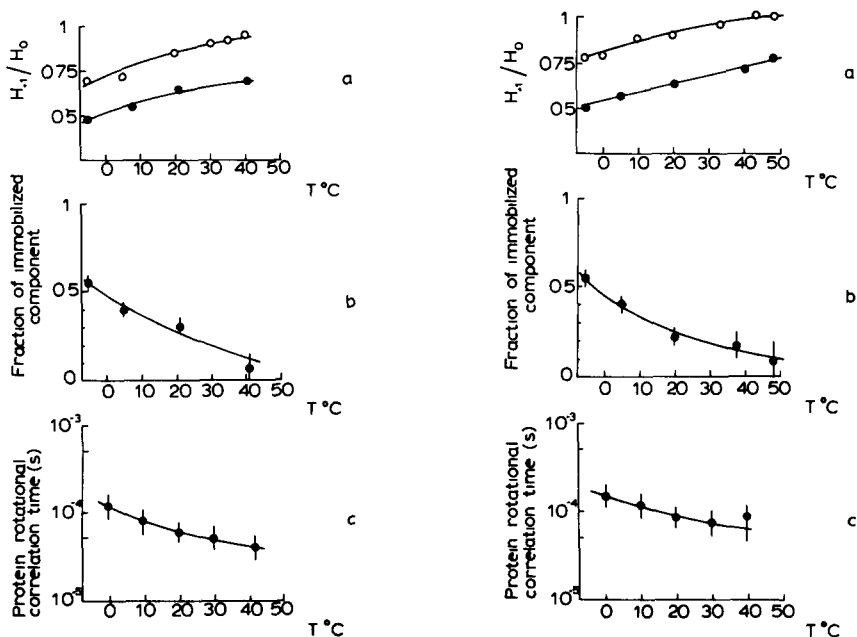 1
0.75
0.5
H+1/H0
0 10 20 30 40 50
T °C
a
1
0.5
0
Fraction of immobilized
component
0 10 20 30 40 50
T °C
b
10-3
10-4
10-5
Protein rotational
correlation time (s)
0 10 20 30 40 50
T °C
c
1
0.75
0.5
H+1/H0
0 10 20 30 40 50
T °C
a
1
0.5
0
Fraction of immobilized
component
0 10 20 30 40 50
T °C
b
10-3
10-4
10-5
Protein rotational
correlation time (s)
0 10 20 30 40 50
T °C
c